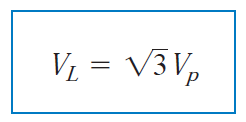 V_L = √3 V_p